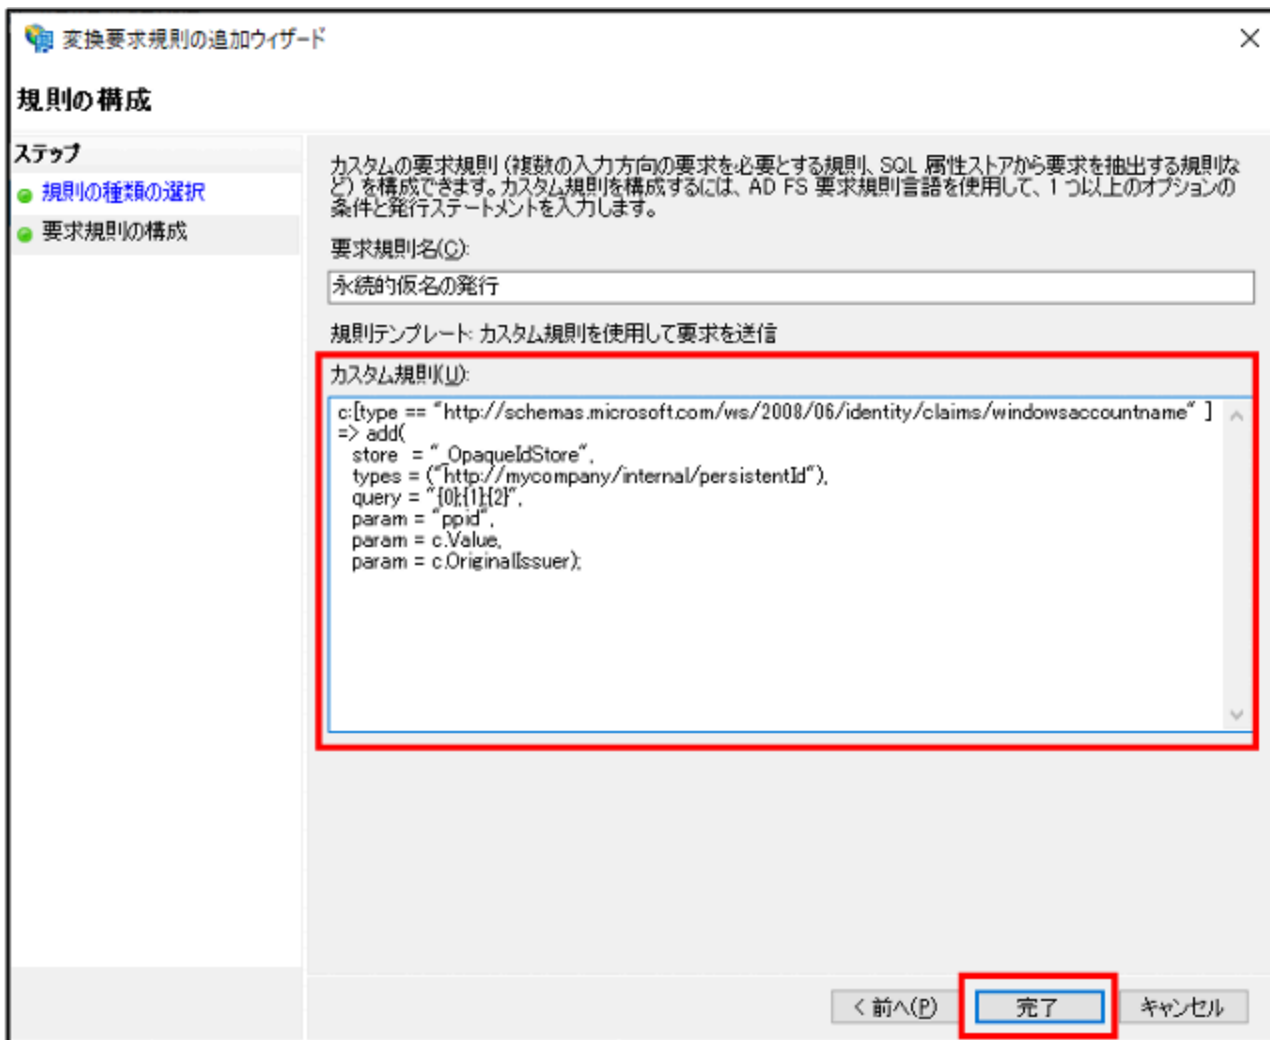 変換要求規則の追加ウィザード
規則の構成
ステップ
規則の種類の選択
要求規則の構成
カスタムの要求規則 (複数の入力方向の要求を必要とする規則、SQL 属性ストアから要求を抽出する規則な
ど) を構成できます。カスタム規則を構成するには、AD FS 要求規則言語を使用して、1 つ以上のオプションの
条件と発行ステートメントを入力します。
要求規則名(C):
永続的仮名の発行
規則テンプレート: カスタム規則を使用して要求を送信
カスタム規則(U):
c:[type == "http://schemas.microsoft.com/ws/2008/06/identity/claims/windowsaccountname" ]
=> add(
store = "_OpaqueIdStore",
types = ("http://mycompany/internal/persistentId"),
query = "{0};{1};{2}",
param = "ppid",
param = c.Value,
param = c.OriginalIssuer);
< 前へ(P)
完了
キャンセル